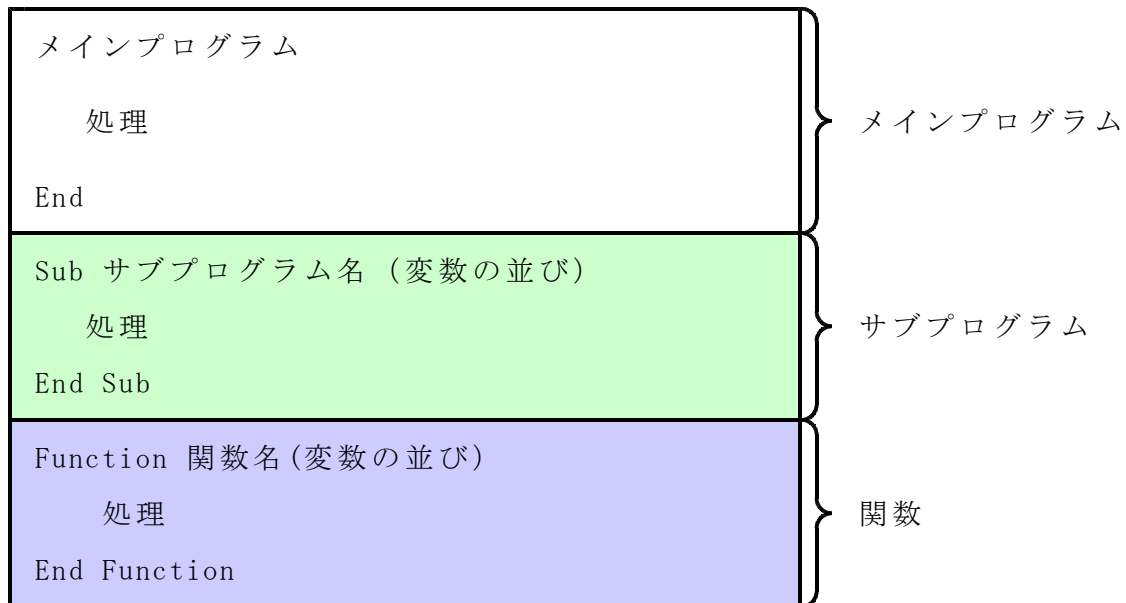 メインプログラム
処理
メインプログラム
End
Sub サブプログラム名 (変数の並び)
処理
サブプログラム
End Sub
Function 関数名(変数の並び)
処理
関数
End Function